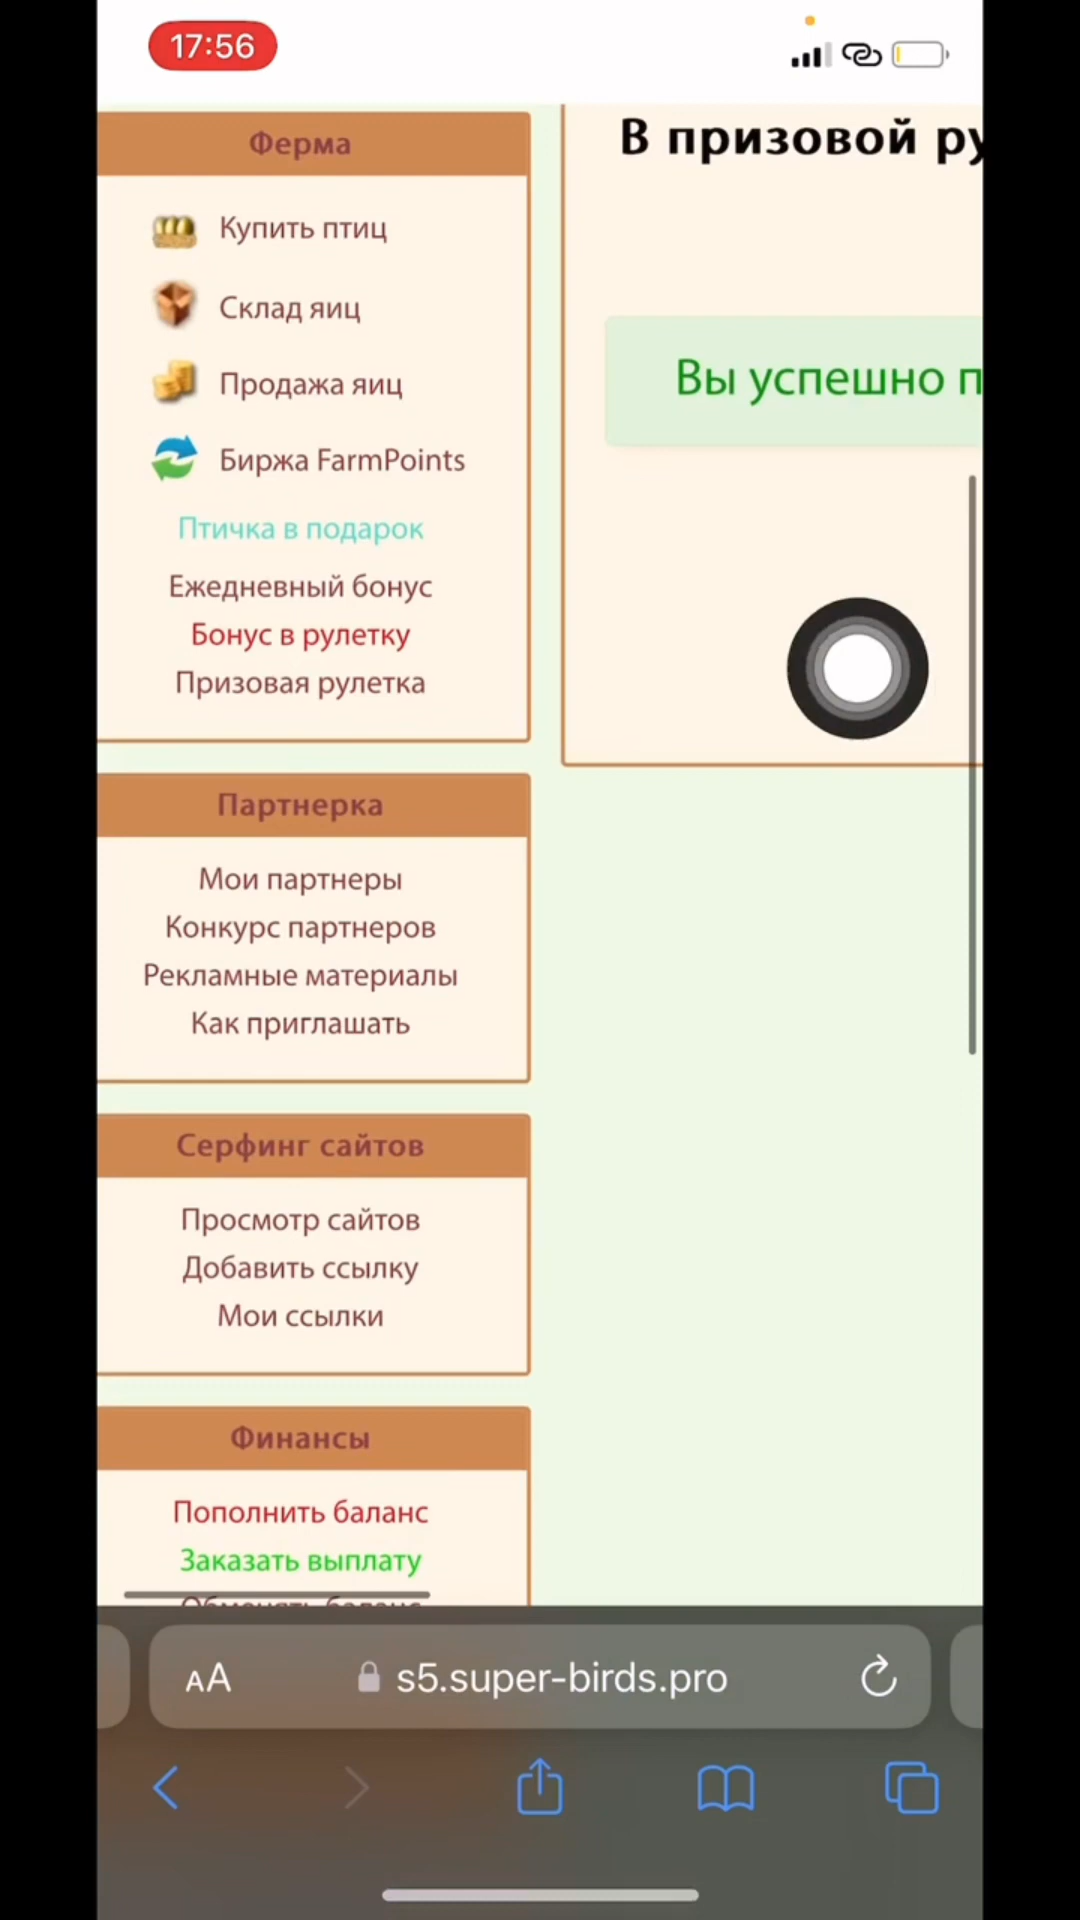 17:56
Ферма
Купить птиц
Склад яиц
Продажа яиц
Биржа FarmPoints
Птичка в подарок
Ежедневный бонус
Бонус в рулетку
Призовая рулетка
В призовой ру
Вы успешно п
Партнерка
Мои партнеры
Конкурс партнеров
Рекламные материалы
Как приглашать
Серфинг сайтов
Просмотр сайтов
Добавить ссылку
Мои ссылки
Финансы
Пополнить баланс
Заказать выплату
Обменять баланс
AA s5.super-birds.pro